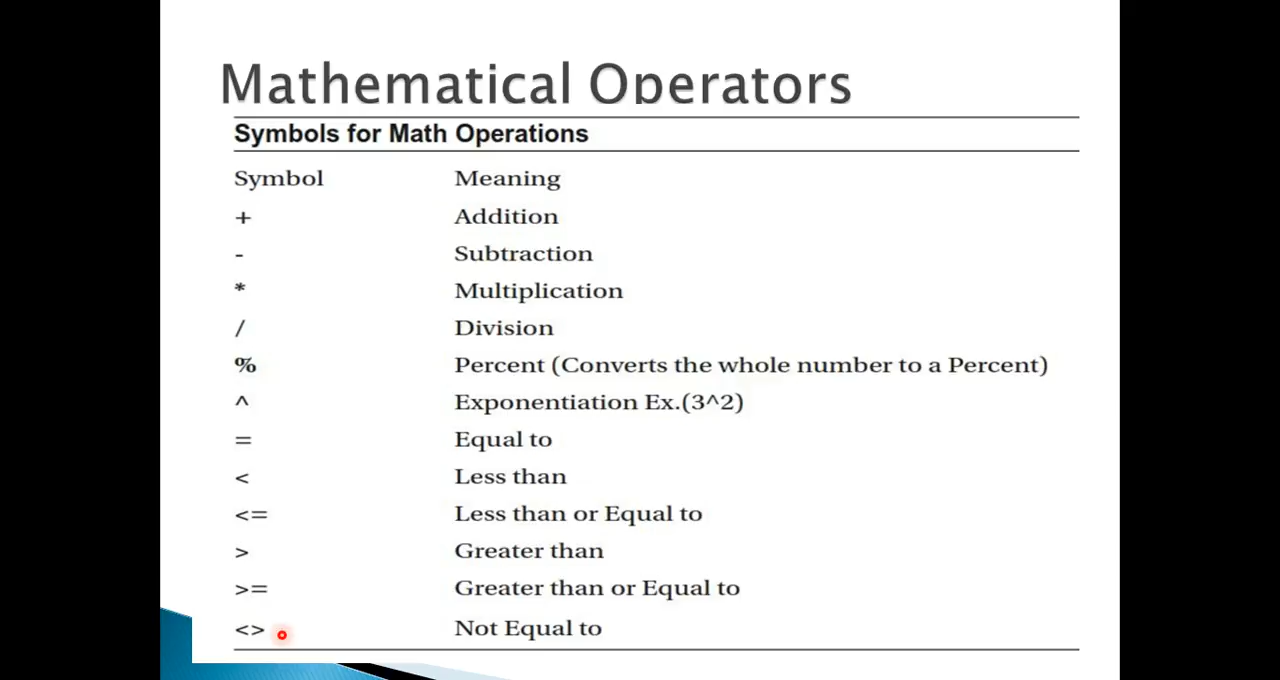 Mathematical Operators
Symbols for Math Operations
Symbol Meaning
+ Addition
- Subtraction
* Multiplication
/ Division
% Percent (Converts the whole number to a Percent)
^ Exponentiation Ex.(3^2)
= Equal to
< Less than
<= Less than or Equal to
> Greater than
>= Greater than or Equal to
<> Not Equal to